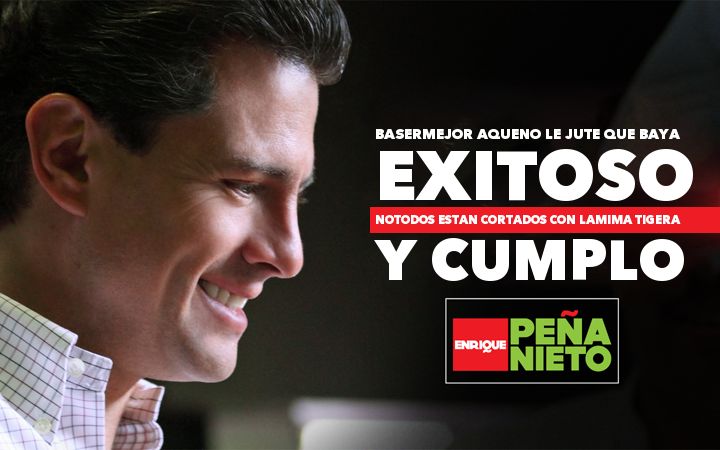 BASERMEJOR AQUENO LE JUTE QUE BAYA
EXITOSO
NOTODOS ESTAN CORTADOS CON LAMIMA TIGERA
Y CUMPLO
ENRIQUE
PEÑA
NIETO